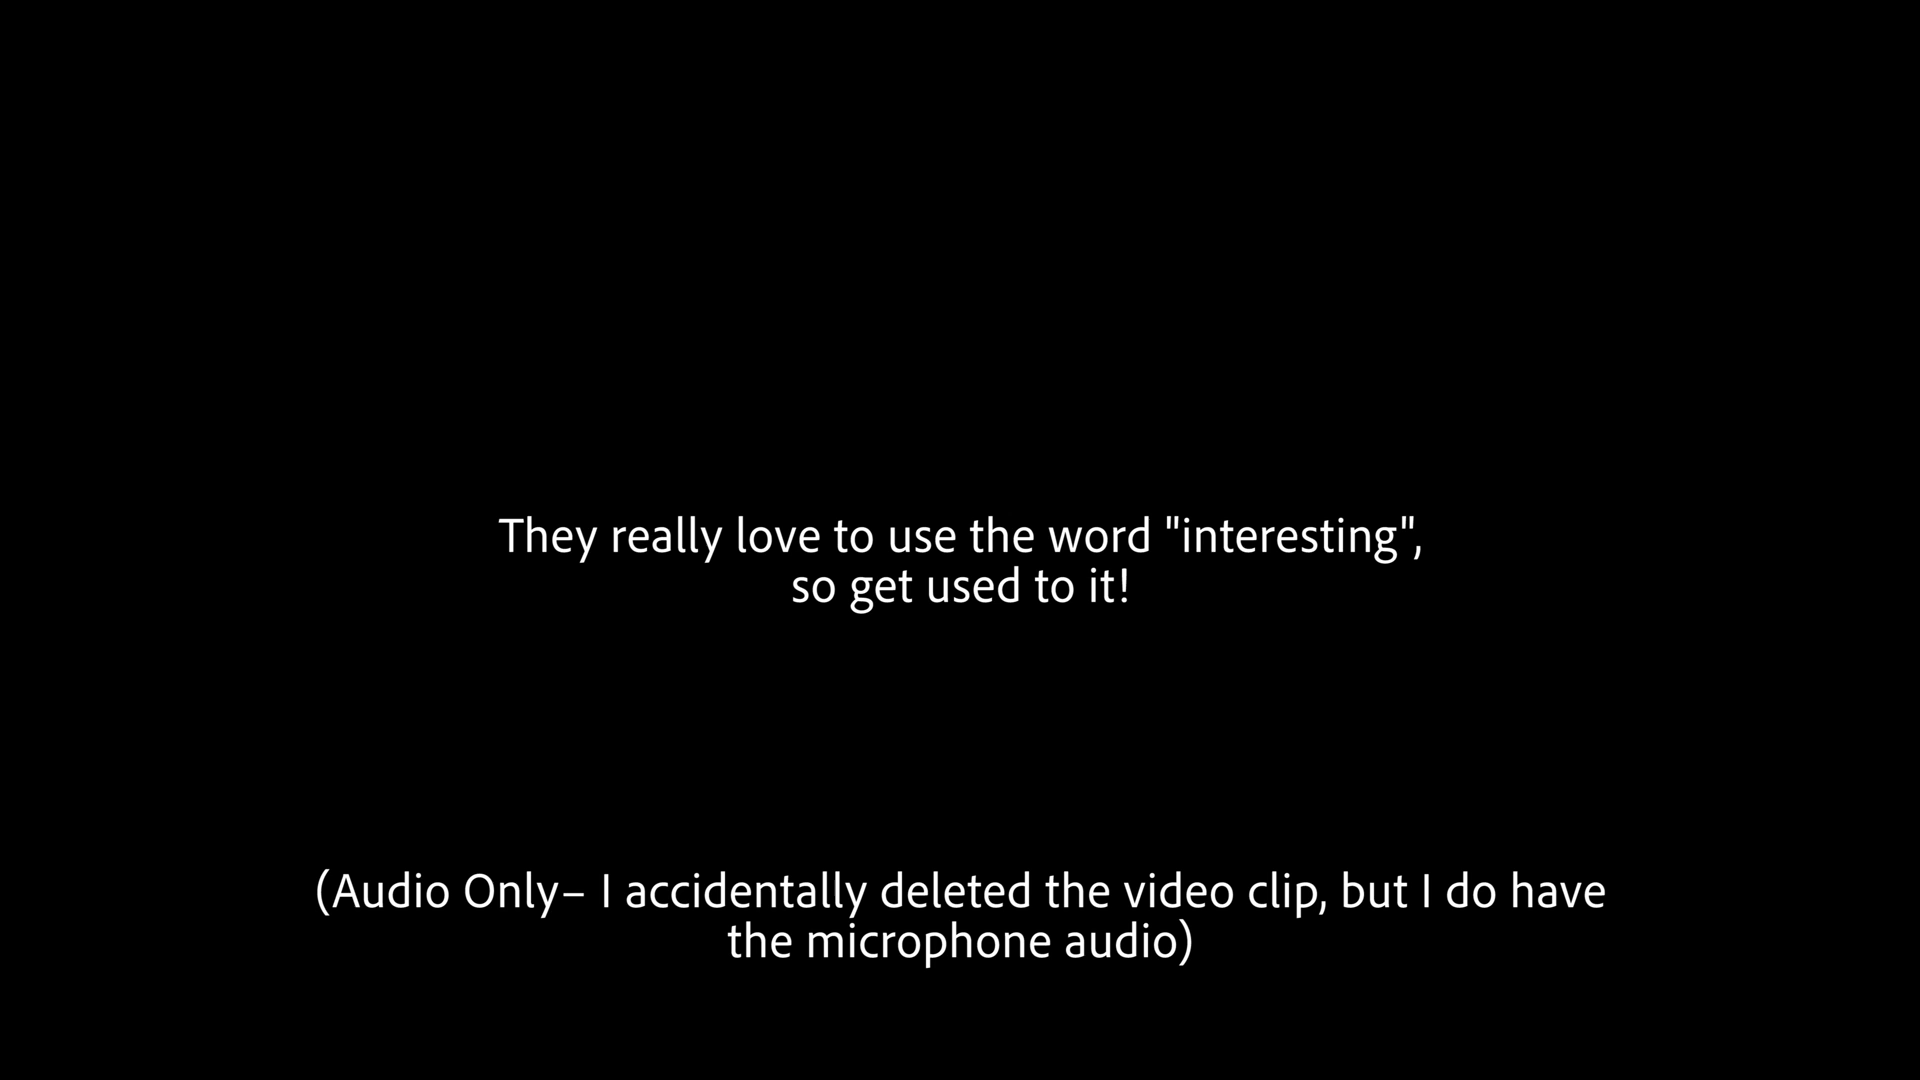 They really love to use the word "interesting",
so get used to it!
(Audio Only– I accidentally deleted the video clip, but I do have
the microphone audio)